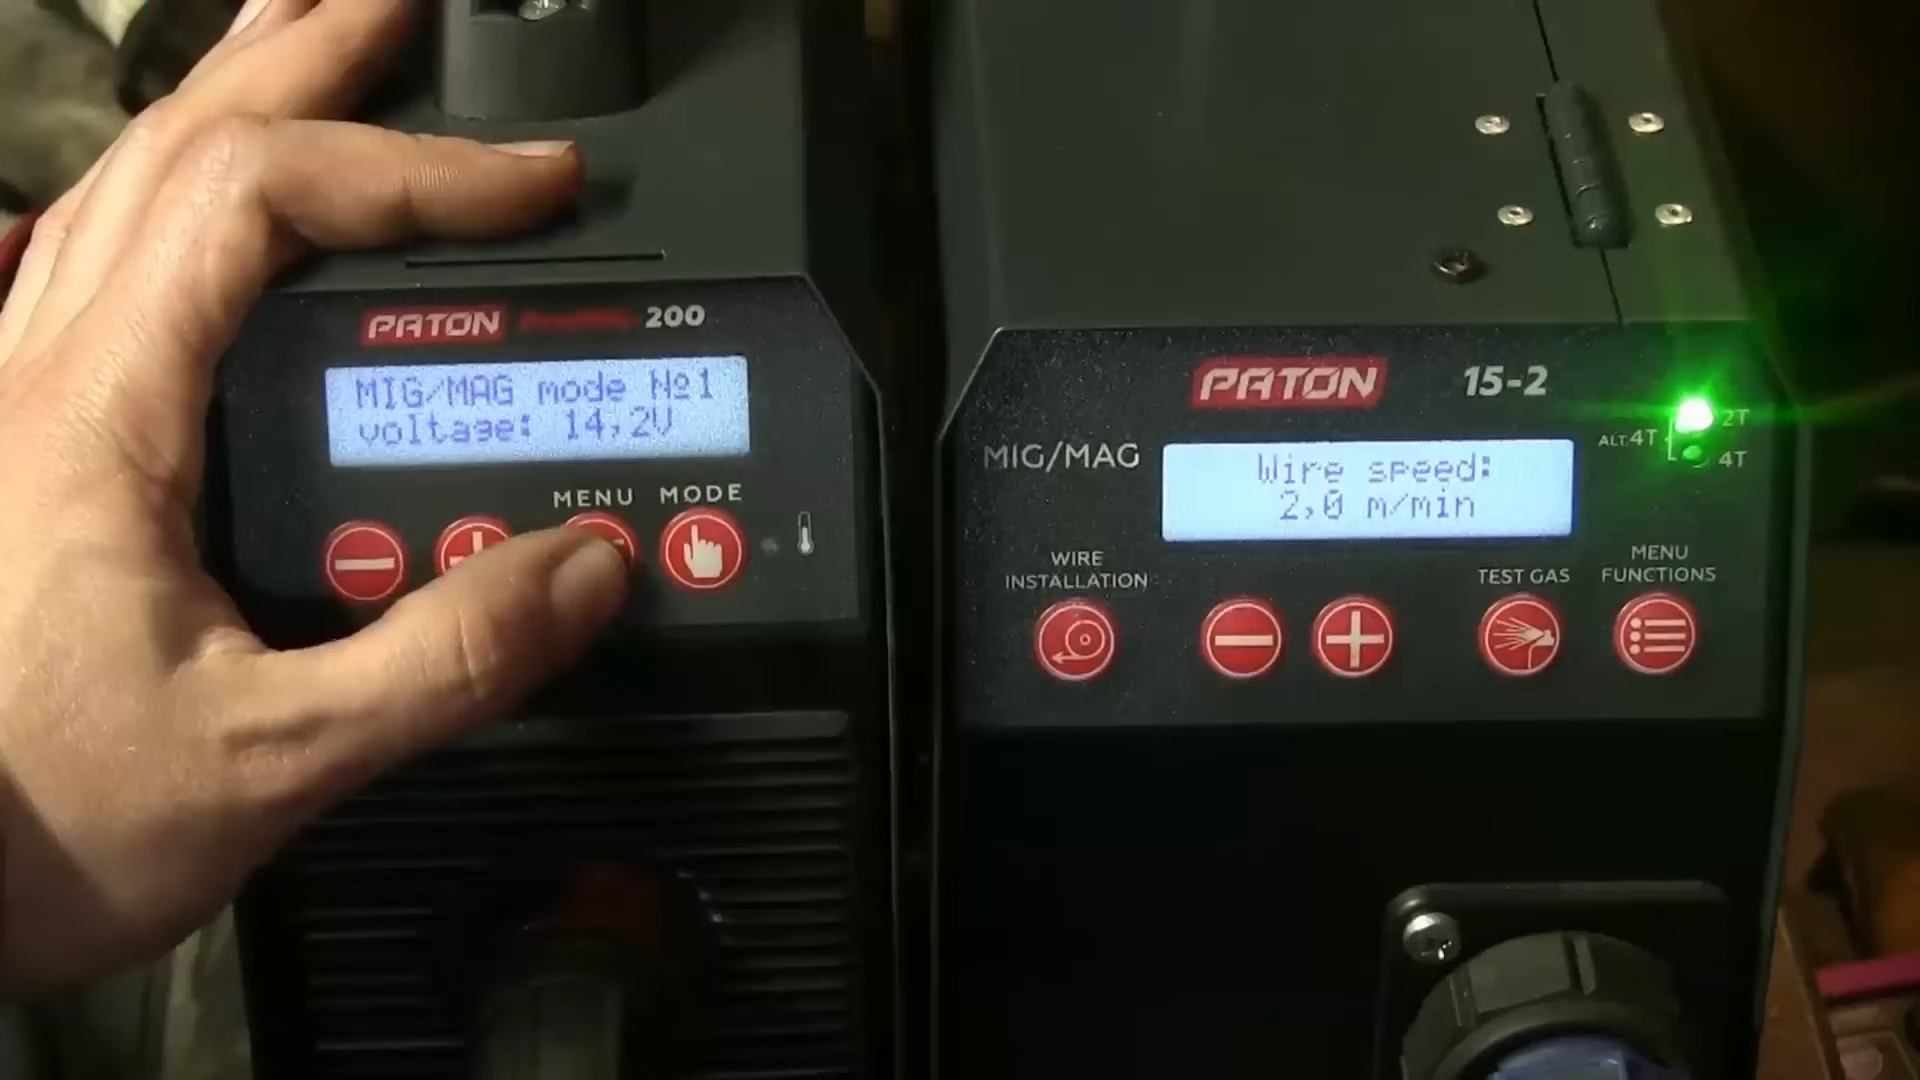 PATON 200
MIG/MAG mode №1
voltage: 14,2V
MENU MODE
PATON 15-2
2T
ALT.4T
4T
MIG/MAG
Wire speed:
2,0 m/min
WIRE
INSTALLATION
TEST GAS
MENU
FUNCTIONS